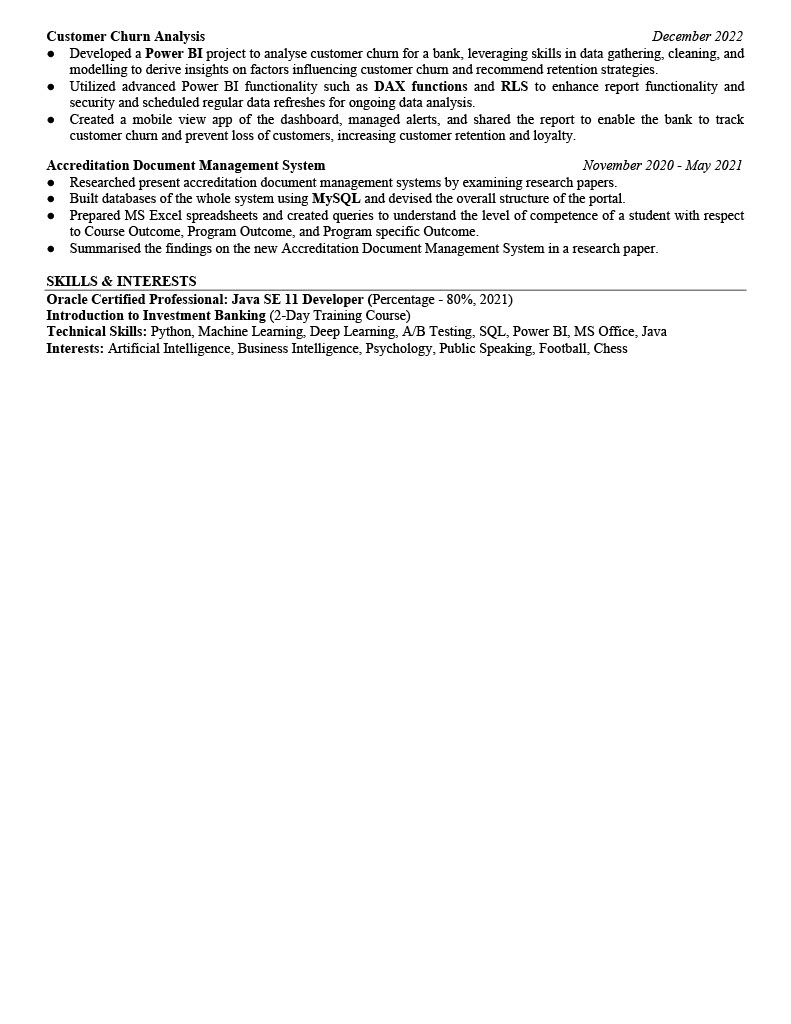 Customer Churn Analysis December 2022
● Developed a Power BI project to analyse customer churn for a bank, leveraging skills in data gathering, cleaning, and
modelling to derive insights on factors influencing customer churn and recommend retention strategies.
● Utilized advanced Power BI functionality such as DAX functions and RLS to enhance report functionality and
security and scheduled regular data refreshes for ongoing data analysis.
● Created a mobile view app of the dashboard, managed alerts, and shared the report to enable the bank to track
customer churn and prevent loss of customers, increasing customer retention and loyalty.
Accreditation Document Management System November 2020 - May 2021
● Researched present accreditation document management systems by examining research papers.
● Built databases of the whole system using MySQL and devised the overall structure of the portal.
● Prepared MS Excel spreadsheets and created queries to understand the level of competence of a student with respect
to Course Outcome, Program Outcome, and Program specific Outcome.
● Summarised the findings on the new Accreditation Document Management System in a research paper.
SKILLS & INTERESTS
Oracle Certified Professional: Java SE 11 Developer (Percentage - 80%, 2021)
Introduction to Investment Banking (2-Day Training Course)
Technical Skills: Python, Machine Learning, Deep Learning, A/B Testing, SQL, Power BI, MS Office, Java
Interests: Artificial Intelligence, Business Intelligence, Psychology, Public Speaking, Football, Chess